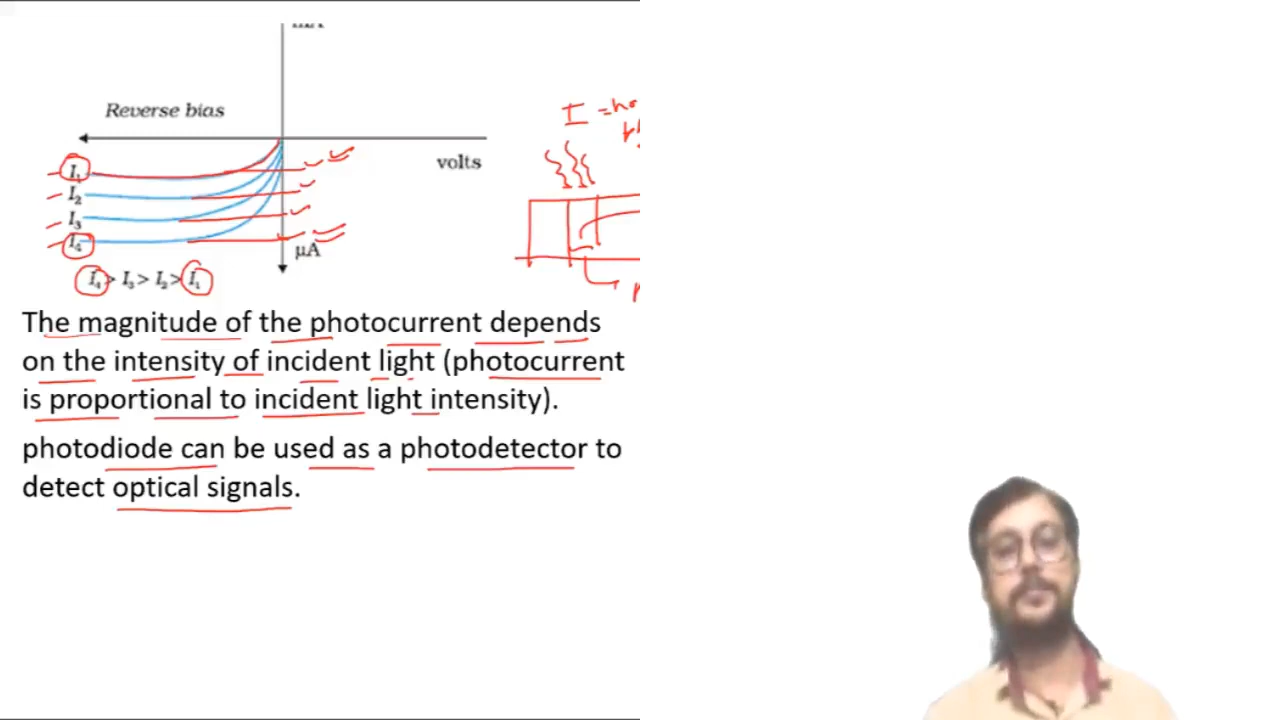 mA
Reverse bias
I =
volts
I₁
I₂
I₃
I₄
μA
I₄ > I₃ > I₂ > I₁
The magnitude of the photocurrent depends
on the intensity of incident light (photocurrent
is proportional to incident light intensity).
photodiode can be used as a photodetector to
detect optical signals.